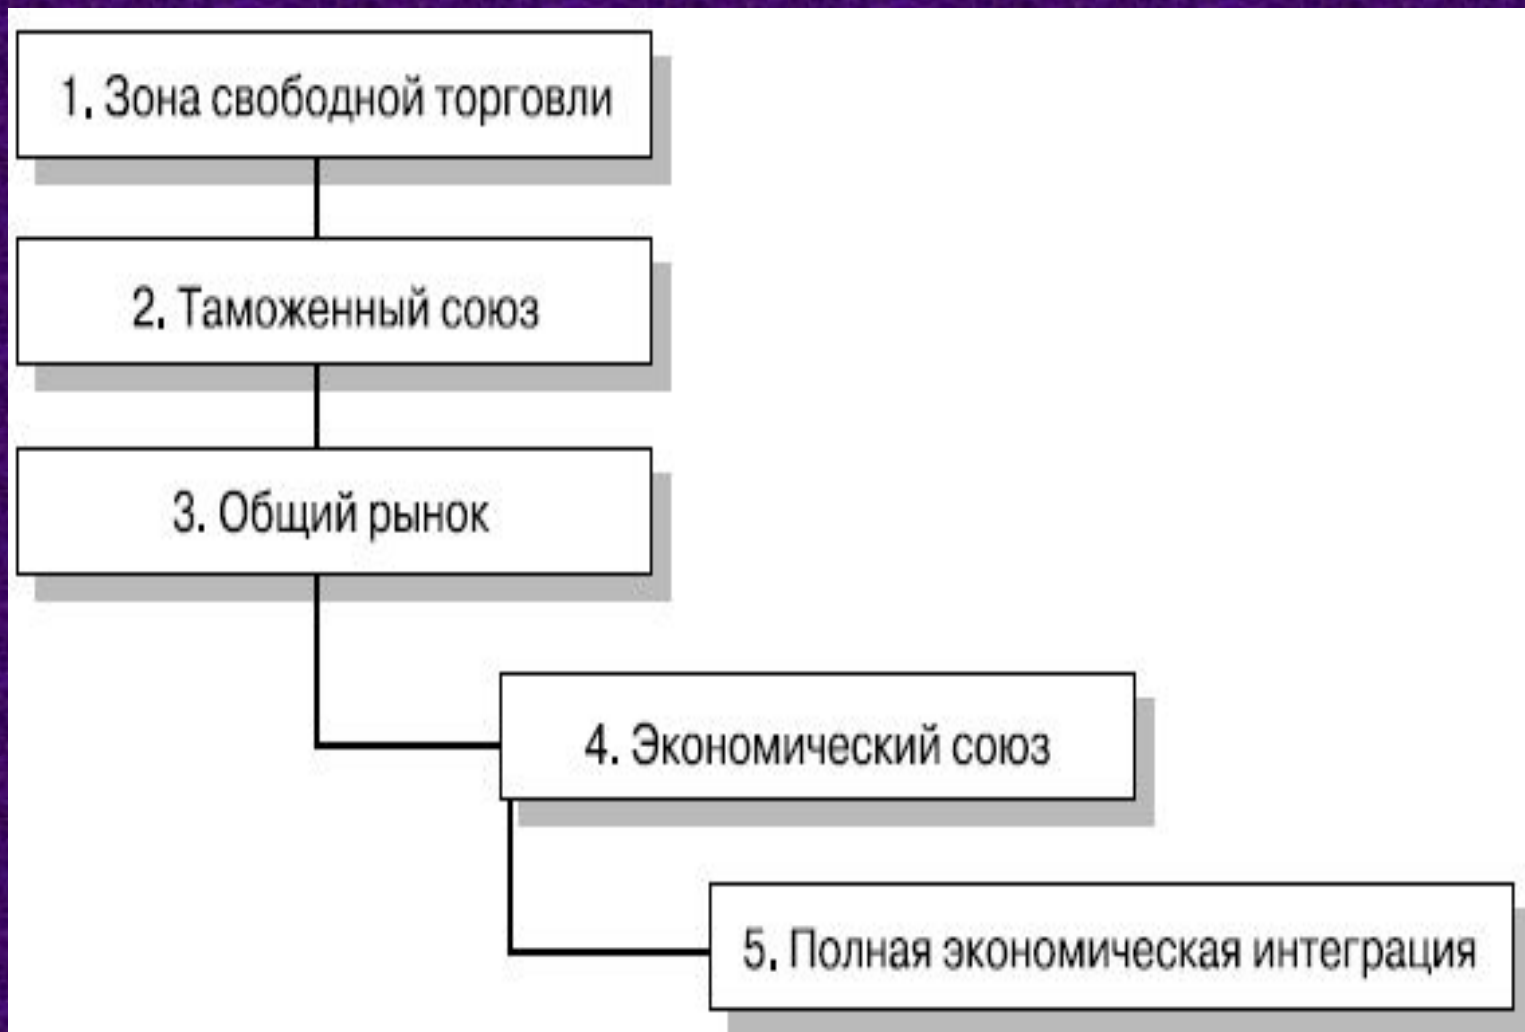 1. Зона свободной торговли
2. Таможенный союз
3. Общий рынок
4. Экономический союз
5. Полная экономическая интеграция